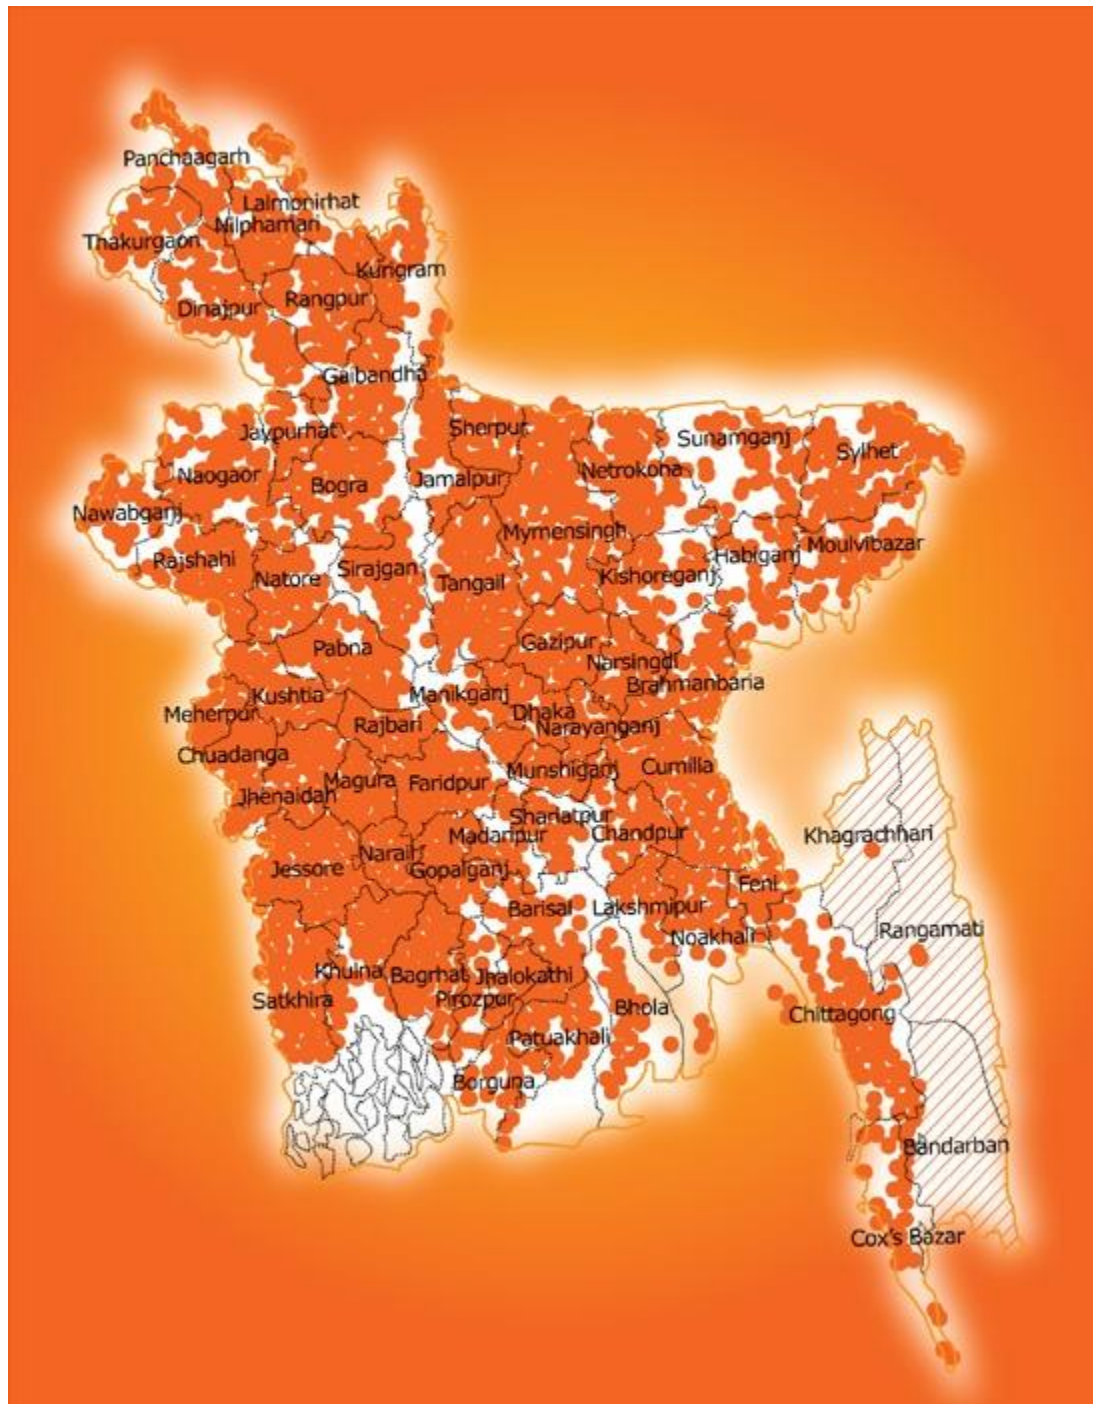 Panchaagarh
Lalmonirhat
Nilphamari
Thakurgaon
Kurigram
Dinajpur
Rangpur
Gaibandha
Jaypurhat
Sherpur
Sunamganj
Sylhet
Naogaor
Bogra
Jamalpur
Netrokona
Nawabganj
Mymensingh
Rajshahi
Natore
Sirajgan
Tangail
Kishoreganj
Habiganj
Moulvibazar
Pabna
Gazipur
Narsingdi
Kushtia
Manikganj
Brahmanbaria
Meherpur
Rajbari
Dhaka
Narayanganj
Chuadanga
Magura
Faridpur
Munshiganj
Cumilla
Jhenaidah
Shariatpur
Madaripur
Chandpur
Khagrachhari
Jessore
Narail
Gopalganj
Feni
Barisal
Lakshmipur
Noakhali
Rangamati
Khulna
Bagrhat
Jhalokathi
Satkhira
Pirozpur
Bhola
Chittagong
Patuakhali
Borguna
Bandarban
Cox's Bazar